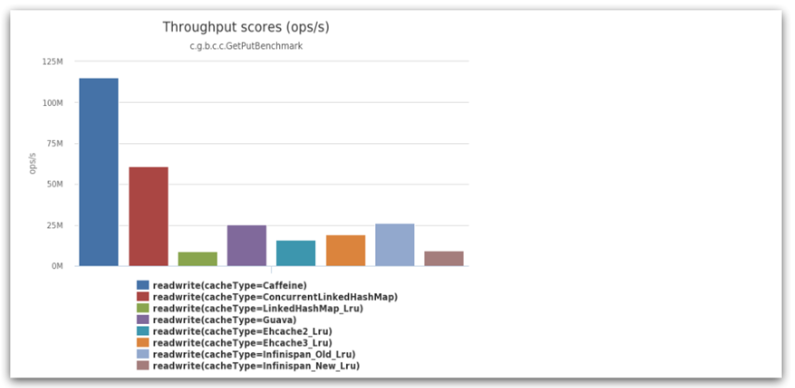 Throughput scores (ops/s)
c.g.b.c.c.GetPutBenchmark
125M
100M
75M
50M
25M
0M
ops/s
readwrite(cacheType=Caffeine)
readwrite(cacheType=ConcurrentLinkedHashMap)
readwrite(cacheType=LinkedHashMap_Lru)
readwrite(cacheType=Guava)
readwrite(cacheType=Ehcache2_Lru)
readwrite(cacheType=Ehcache3_Lru)
readwrite(cacheType=Infinispan_Old_Lru)
readwrite(cacheType=Infinispan_New_Lru)